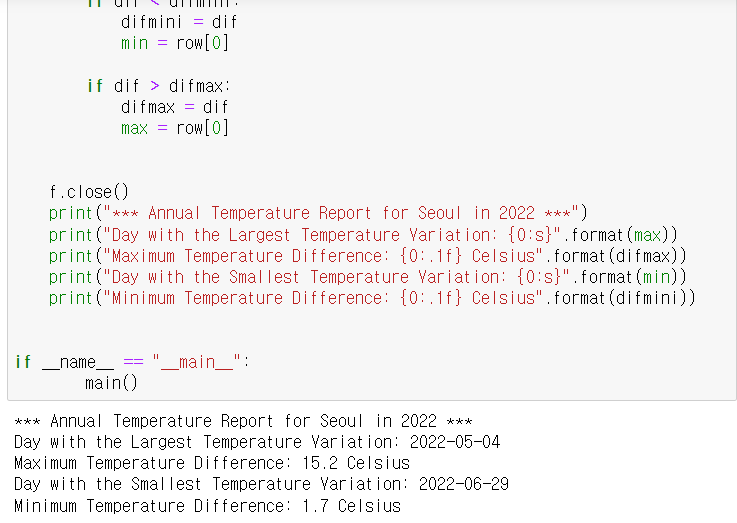 if dif < difmini:
difmini = dif
min = row[0]
if dif > difmax:
difmax = dif
max = row[0]
f.close()
print("*** Annual Temperature Report for Seoul in 2022 ***")
print("Day with the Largest Temperature Variation: {0:s}".format(max))
print("Maximum Temperature Difference: {0:.1f} Celsius".format(difmax))
print("Day with the Smallest Temperature Variation: {0:s}".format(min))
print("Minimum Temperature Difference: {0:.1f} Celsius".format(difmini))
if __name__ == "__main__":
main()
*** Annual Temperature Report for Seoul in 2022 ***
Day with the Largest Temperature Variation: 2022-05-04
Maximum Temperature Difference: 15.2 Celsius
Day with the Smallest Temperature Variation: 2022-06-29
Minimum Temperature Difference: 1.7 Celsius